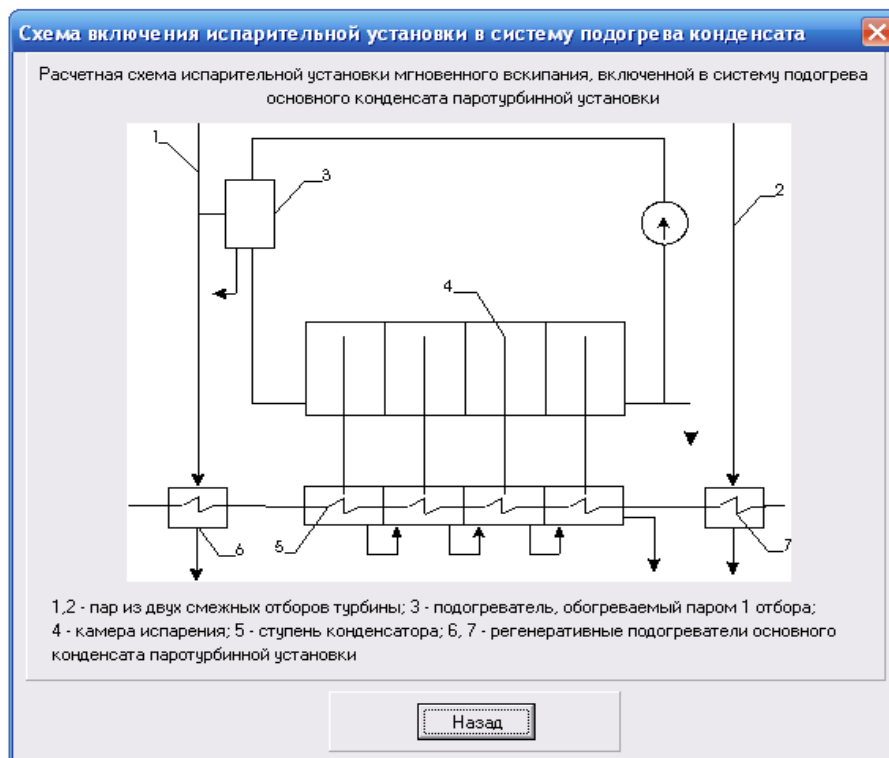 Схема включения испарительной установки в систему подогрева конденсата
Расчетная схема испарительной установки мгновенного вскипания, включенной в систему подогрева
основного конденсата паротурбинной установки
1
3
2
4
5
6
7
1,2 - пар из двух смежных отборов турбины; 3 - подогреватель, обогреваемый паром 1 отбора;
4 - камера испарения; 5 - ступень конденсатора; 6, 7 - регенеративные подогреватели основного
конденсата паротурбинной установки
Назад